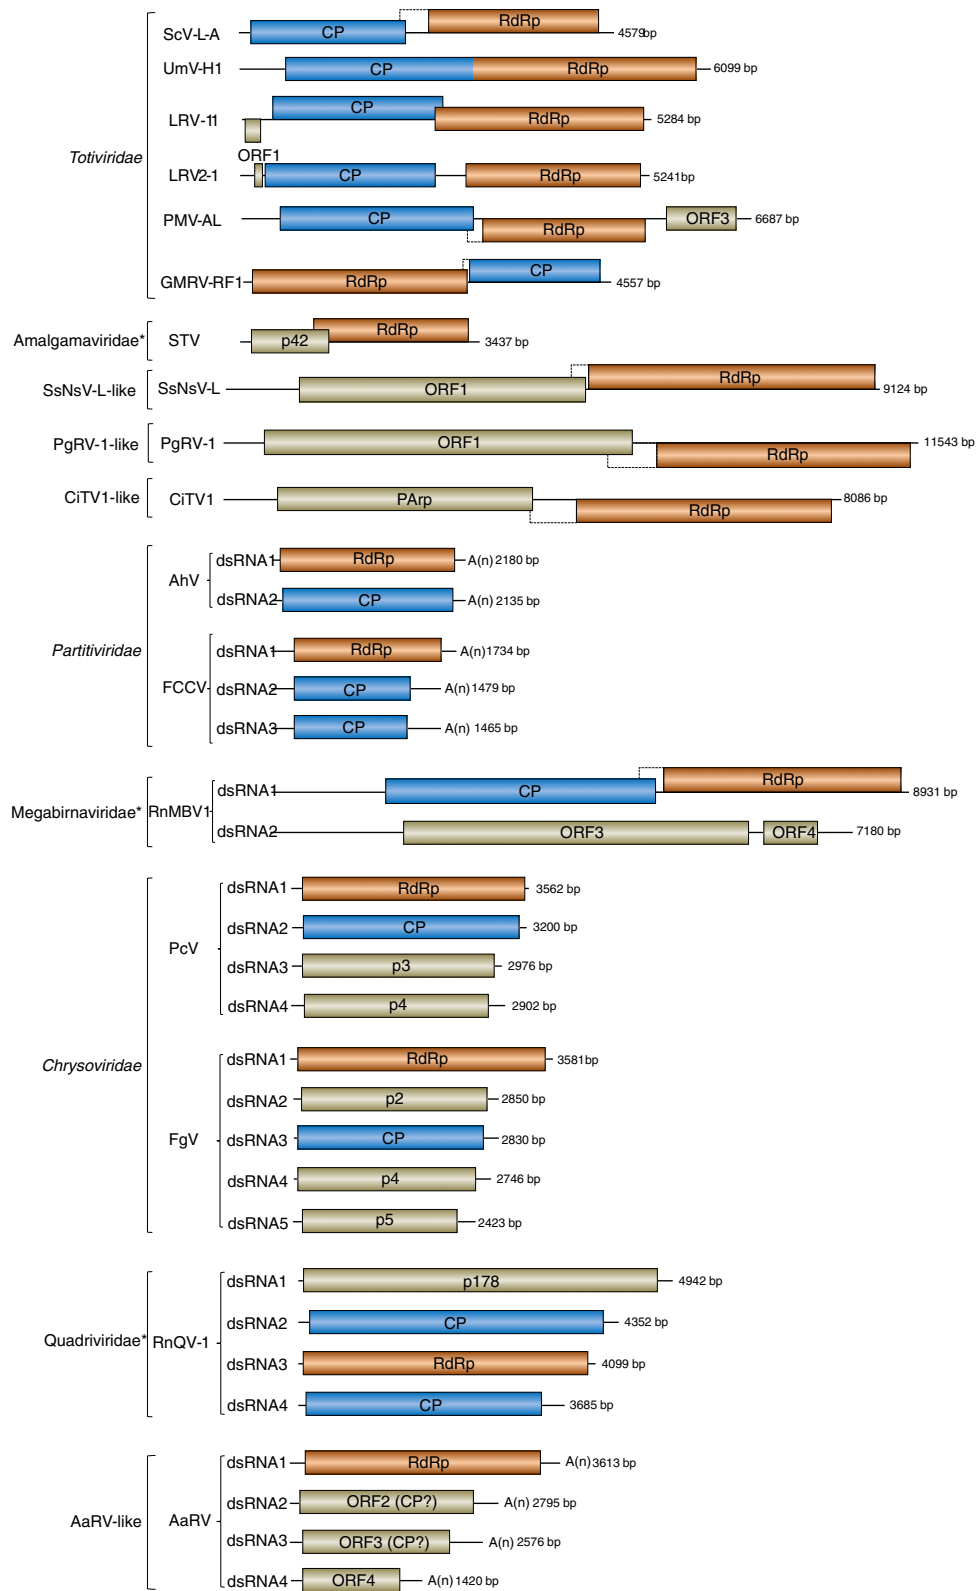 ScV-L-A CP RdRp 4579bp
UmV-H1 CP RdRp 6099 bp
LRV-11 CP RdRp 5284 bp
ORF1
Totiviridae
LRV2-1 CP RdRp 5241bp
PMV-AL CP RdRp ORF3 6687 bp
GMRV-RF1 RdRp CP 4557 bp
Amalgamaviridae* STV p42 RdRp 3437 bp
SsNsV-L-like SsNsV-L ORF1 RdRp 9124 bp
PgRV-1-like PgRV-1 ORF1 RdRp 11543 bp
CiTV1-like CiTV1 PArp RdRp 8086 bp
Partitiviridae
AhV
dsRNA1 RdRp A(n) 2180 bp
dsRNA2 CP A(n) 2135 bp
FCCV
dsRNA1 RdRp A(n) 1734 bp
dsRNA2 CP A(n) 1479 bp
dsRNA3 CP A(n) 1465 bp
Megabirnaviridae* RnMBV1
dsRNA1 CP RdRp 8931 bp
dsRNA2 ORF3 ORF4 7180 bp
Chrysoviridae
PcV
dsRNA1 RdRp 3562 bp
dsRNA2 CP 3200 bp
dsRNA3 p3 2976 bp
dsRNA4 p4 2902 bp
FgV
dsRNA1 RdRp 3581bp
dsRNA2 p2 2850 bp
dsRNA3 CP 2830 bp
dsRNA4 p4 2746 bp
dsRNA5 p5 2423 bp
Quadriviridae* RnQV-1
dsRNA1 p178 4942 bp
dsRNA2 CP 4352 bp
dsRNA3 RdRp 4099 bp
dsRNA4 CP 3685 bp
AaRV-like AaRV
dsRNA1 RdRp A(n) 3613 bp
dsRNA2 ORF2 (CP?) A(n) 2795 bp
dsRNA3 ORF3 (CP?) A(n) 2576 bp
dsRNA4 ORF4 A(n) 1420 bp